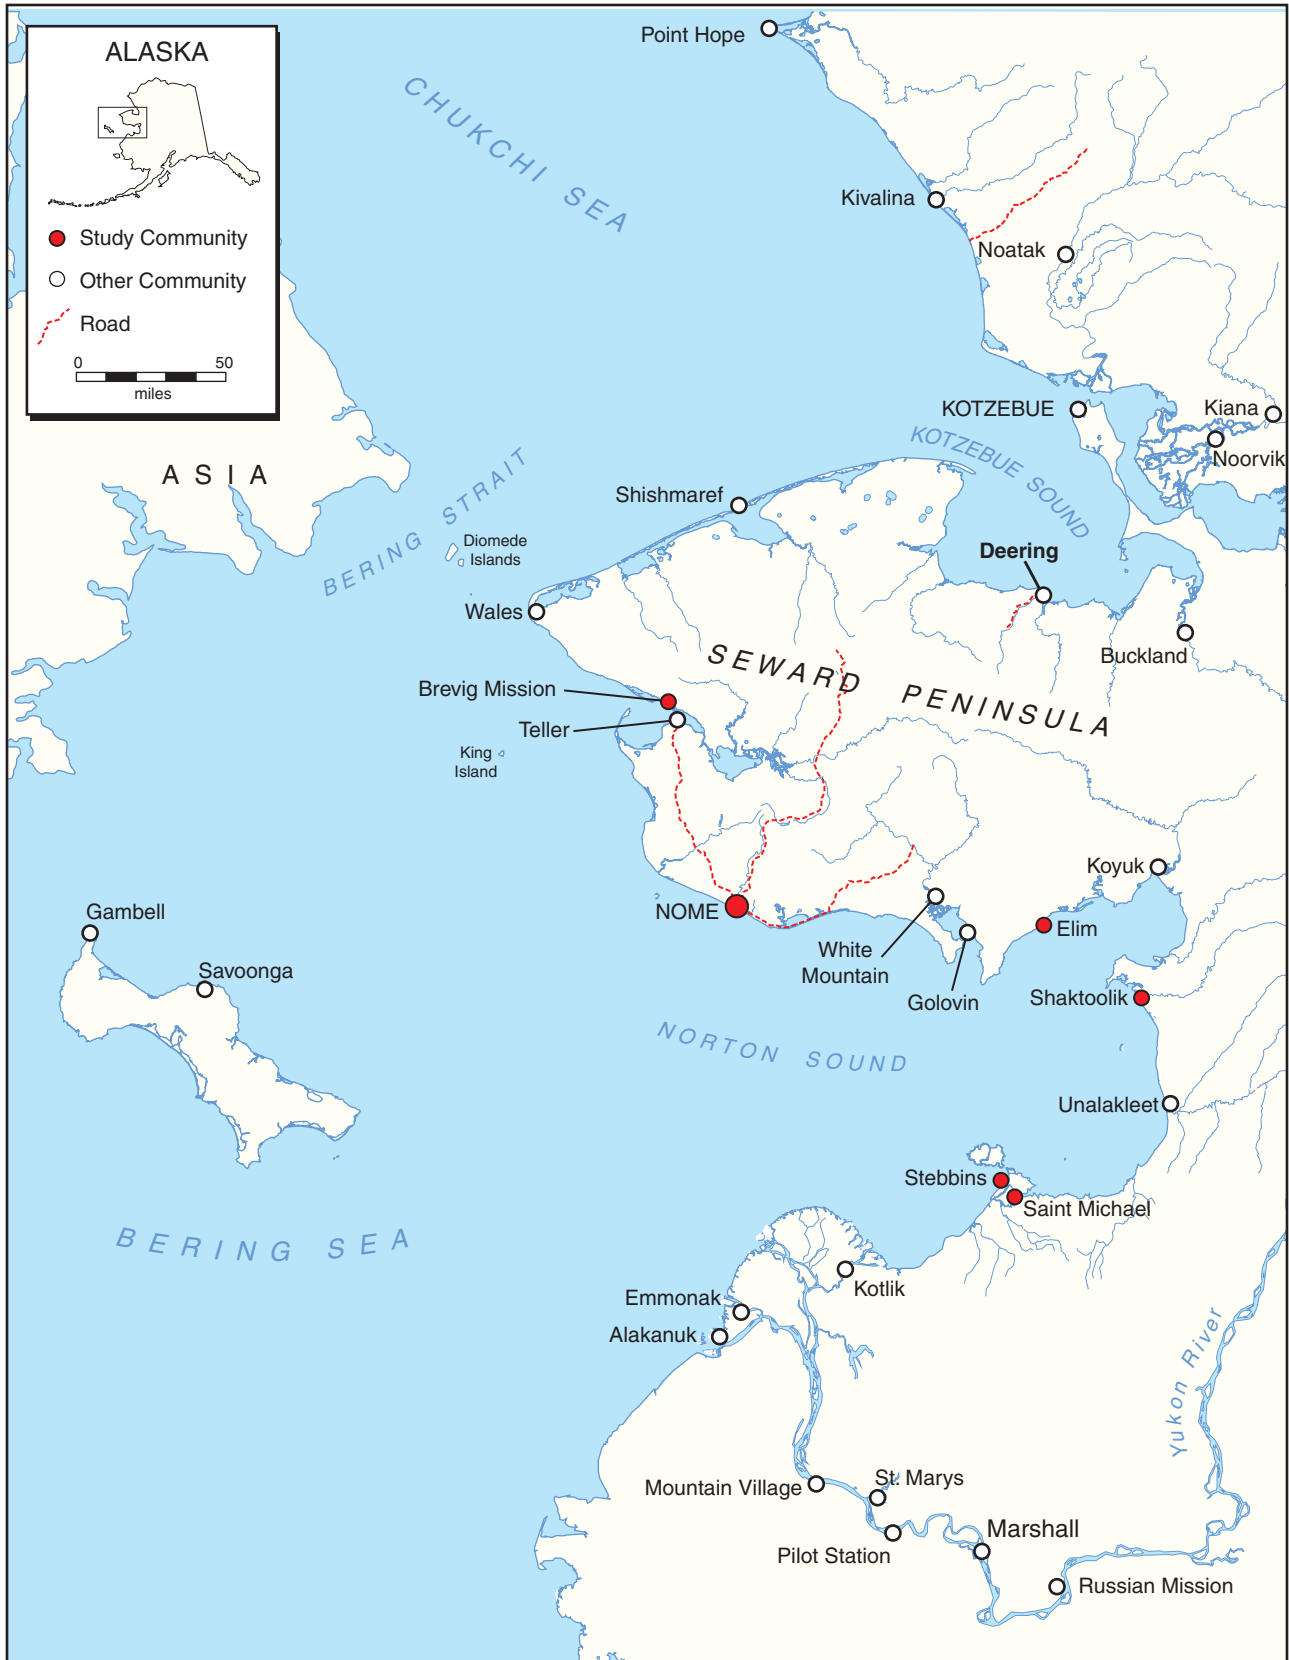 ALASKA
Study Community
Other Community
Road
0 50
miles
Point Hope
CHUKCHI SEA
Kivalina
Noatak
KOTZEBUE
Kiana
Noorvik
KOTZEBUE SOUND
ASIA
BERING STRAIT
Shishmaref
Diomede
Islands
Deering
Wales
Buckland
SEWARD PENINSULA
Brevig Mission
Teller
King
Island
Koyuk
NOME
White
Mountain
Elim
Golovin
Gambell
Savoonga
Shaktoolik
NORTON SOUND
Unalakleet
Stebbins
Saint Michael
BERING SEA
Kotlik
Emmonak
Alakanuk
Yukon River
Mountain Village
St. Marys
Marshall
Pilot Station
Russian Mission